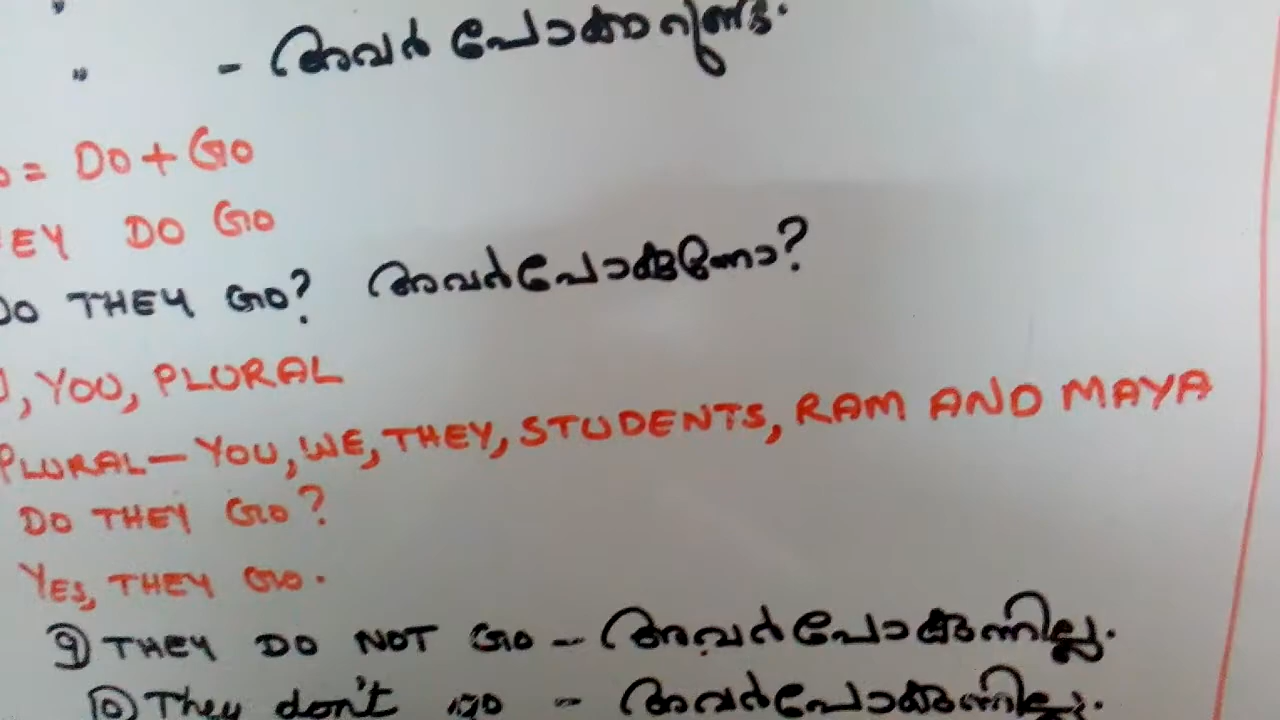 " - അവർ പോകാറുണ്ട്.
= DO + GO
EY DO GO
DO THEY GO? അവർ പോകുന്നോ?
, YOU, PLURAL
PLURAL - YOU, WE, THEY, STUDENTS, RAM AND MAYA
DO THEY GO?
YES, THEY GO.
9) THEY DO NOT GO - അവർ പോകുന്നില്ല.
They don't go - അവർ പോകുന്നില്ല.